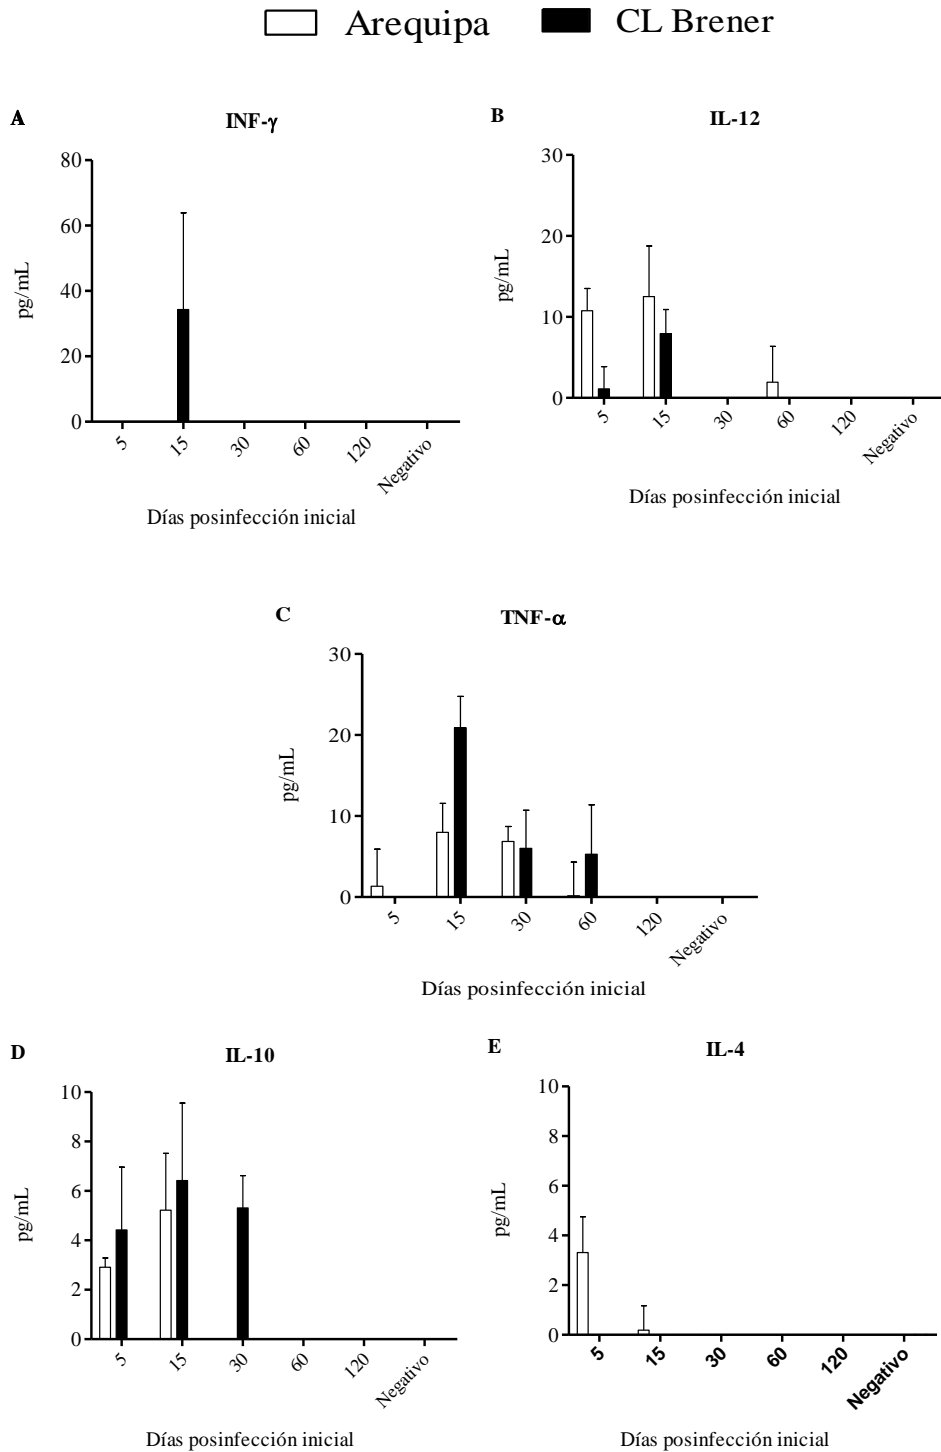 Arequipa CL Brener
A
INF-γ
80
60
40
20
0
pg/mL
5 15 30 60 120 Negativo
Días posinfección inicial
B
IL-12
30
20
10
0
pg/mL
5 15 30 60 120 Negativo
Días posinfección inicial
C
TNF-α
30
20
10
0
pg/mL
5 15 30 60 120 Negativo
Días posinfección inicial
D
IL-10
10
8
6
4
2
0
pg/mL
5 15 30 60 120 Negativo
Días posinfección inicial
E
IL-4
10
8
6
4
2
0
pg/mL
5 15 30 60 120 Negativo
Días posinfección inicial